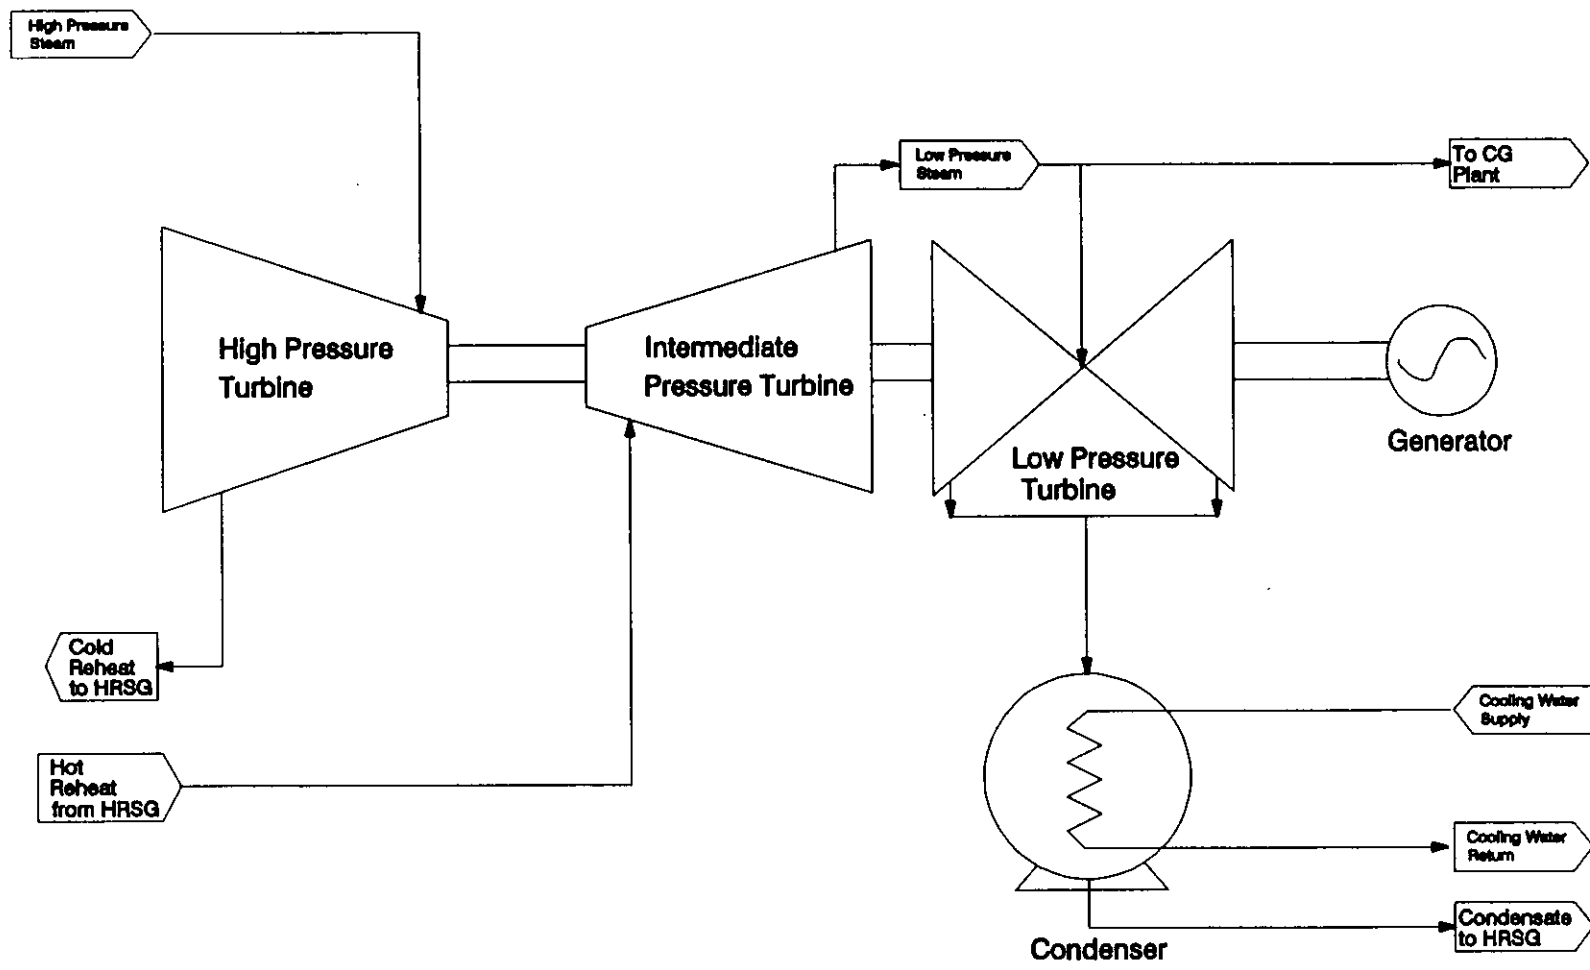 High Pressure
Steam
Low Pressure
Steam
To CG
Plant
High Pressure
Turbine
Intermediate
Pressure Turbine
Low Pressure
Turbine
Generator
Cold
Reheat
to HRSG
Hot
Reheat
from HRSG
Cooling Water
Supply
Cooling Water
Return
Condensate
to HRSG
Condenser